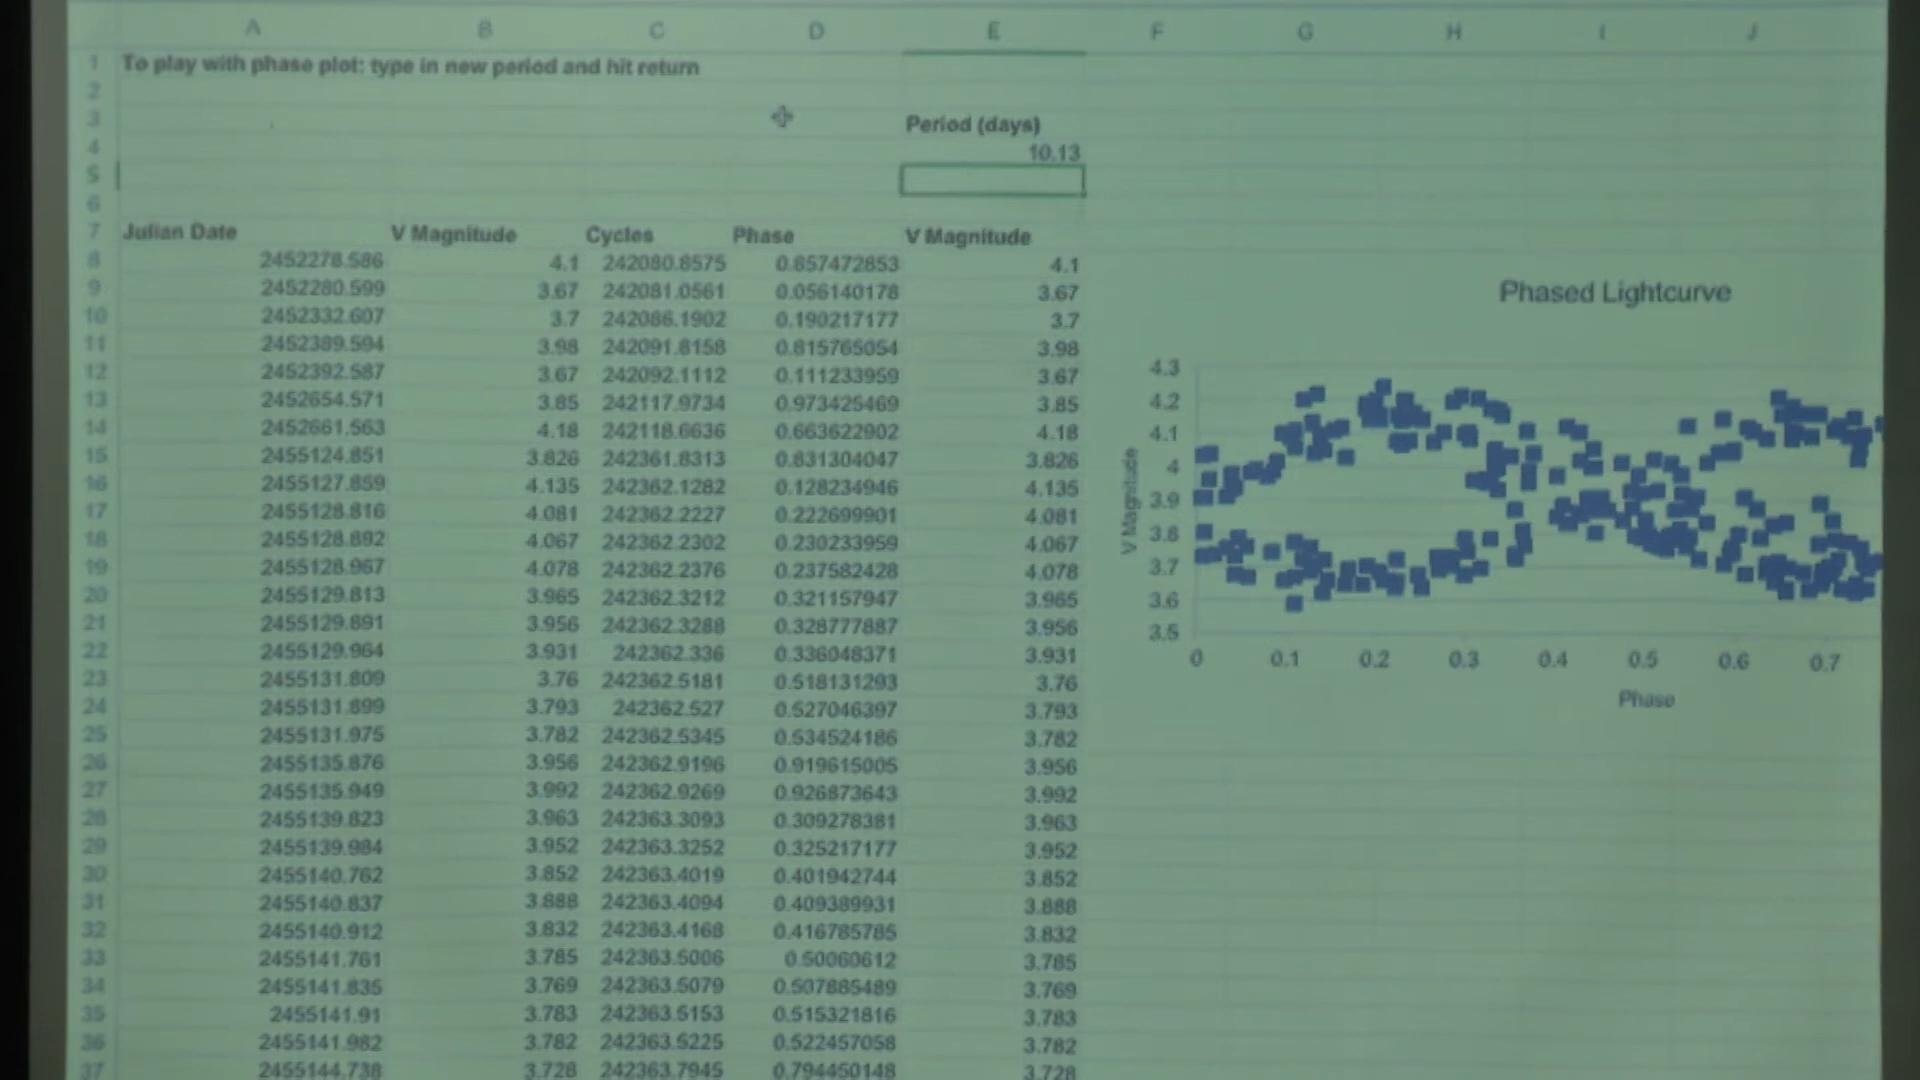 A B C D E F G H I J
1 To play with phase plot: type in new period and hit return
2
3 Period (days)
4 10.13
5
6
7 Julian Date V Magnitude Cycles Phase V Magnitude
8 2452278.586 4.1 242080.8575 0.857472853 4.1
9 2452280.599 3.67 242081.0561 0.056140178 3.67
10 2452332.607 3.7 242086.1902 0.190217177 3.7
11 2452389.594 3.98 242091.8158 0.815765054 3.98
12 2452392.587 3.67 242092.1112 0.111233959 3.67
13 2452654.571 3.85 242117.9734 0.973425469 3.85
14 2452661.563 4.18 242118.6636 0.663622902 4.18
15 2455124.851 3.826 242361.8313 0.831304047 3.826
16 2455127.859 4.135 242362.1282 0.128234946 4.135
17 2455128.816 4.081 242362.2227 0.222699901 4.081
18 2455128.892 4.067 242362.2302 0.230233959 4.067
19 2455128.967 4.078 242362.2376 0.237582428 4.078
20 2455129.813 3.965 242362.3212 0.321157947 3.965
21 2455129.891 3.956 242362.3288 0.328777887 3.956
22 2455129.964 3.931 242362.336 0.336048371 3.931
23 2455131.809 3.76 242362.5181 0.518131293 3.76
24 2455131.899 3.793 242362.527 0.527046397 3.793
25 2455131.975 3.782 242362.5345 0.534524186 3.782
26 2455135.876 3.956 242362.9196 0.919615005 3.956
27 2455135.949 3.992 242362.9269 0.926873643 3.992
28 2455139.823 3.963 242363.3093 0.309278381 3.963
29 2455139.984 3.952 242363.3252 0.325217177 3.952
30 2455140.762 3.852 242363.4019 0.401942744 3.852
31 2455140.837 3.888 242363.4094 0.409389931 3.888
32 2455140.912 3.832 242363.4168 0.416785785 3.832
33 2455141.761 3.785 242363.5006 0.50060612 3.785
34 2455141.835 3.769 242363.5079 0.507885489 3.769
35 2455141.91 3.783 242363.5153 0.515321816 3.783
36 2455141.982 3.782 242363.5225 0.522457058 3.782
37 2455144.738 3.728 242363.7945 0.794450148 3.728
Phased Lightcurve
4.3
4.2
4.1
4
3.9
3.8
3.7
3.6
3.5
V Magnitude
0 0.1 0.2 0.3 0.4 0.5 0.6 0.7
Phase